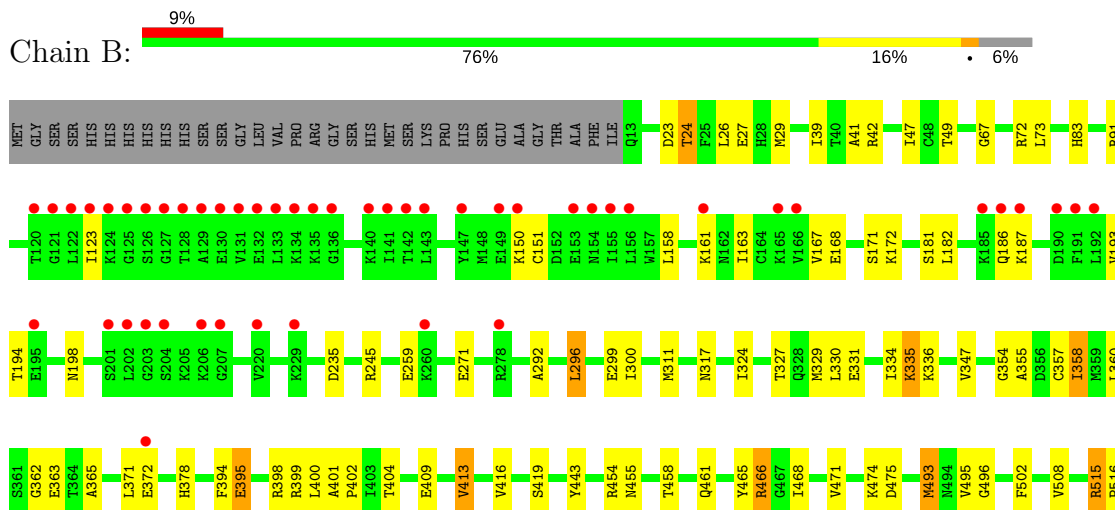 9%
Chain B:
76% 16% • 6%
MET GLY SER SER HIS HIS HIS HIS HIS HIS SER SER GLY LEU VAL PRO ARG GLY SER HIS MET SER LYS PRO HIS SER GLU ALA GLY THR ALA PHE ILE Q13 D23 T24 F25 L26 E27 H28 M29 I39 T40 A41 R42 I47 C48 T49 G67 R72 L73 H83
T120 G121 L122 I123 K124 G125 S126 G127 T128 A129 E130 V131 E132 L133 K134 K135 G136 K140 I141 T142 L143 Y147 M148 E149 K150 C151 D152 E153 N154 I155 L156 W157 L158 K161 N162 I163 C164 K165 V166 V167 E168 S171 K172 S181 L182 K185 Q186 K187 D190 F191 L192 V193
T194 E195 N198 S201 L202 G203 S204 K205 K206 G207 V220 K229 D235 R245 E259 K260 E271 R278 A292 L296 E299 I300 M311 N317 I324 T327 Q328 M329 L330 E331 I334 K335 K336 V347 G354 A355 D356 C357 I358 M359 L360
S361 G362 E363 T364 A365 L371 E372 H378 F394 E395 R398 R399 L400 A401 P402 I403 T404 E409 V413 V416 S419 Y443 R454 N455 T458 Q461 Y465 R466 G467 I468 V471 K474 D475 M493 N494 V495 G496 F502 V508 R515 P516